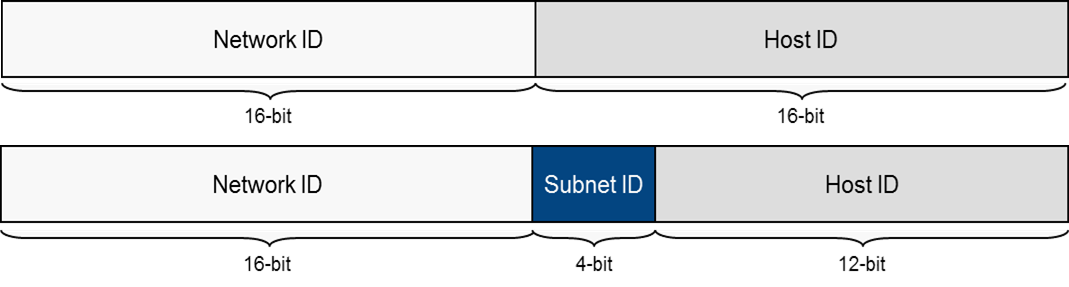 Network ID
Host ID
16-bit
16-bit
Network ID
Subnet ID
Host ID
16-bit
4-bit
12-bit